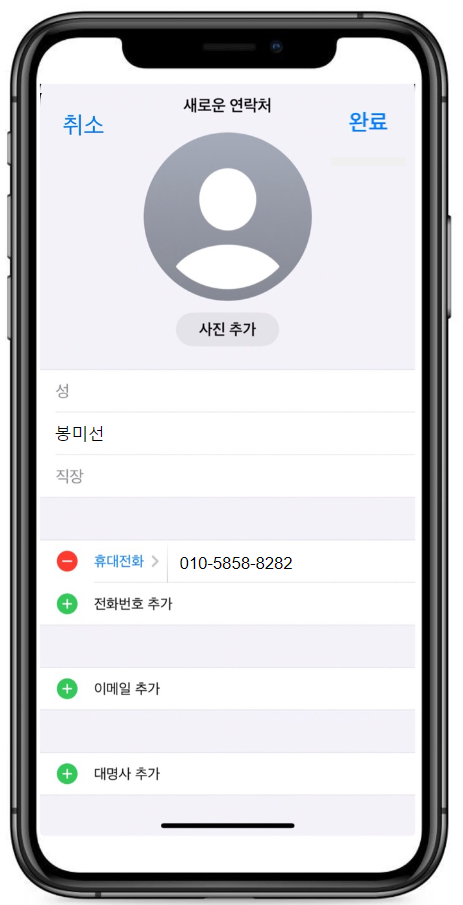 새로운 연락처
취소
완료
사진 추가
성
봉미선
직장
휴대전화 010-5858-8282
전화번호 추가
이메일 추가
대명사 추가